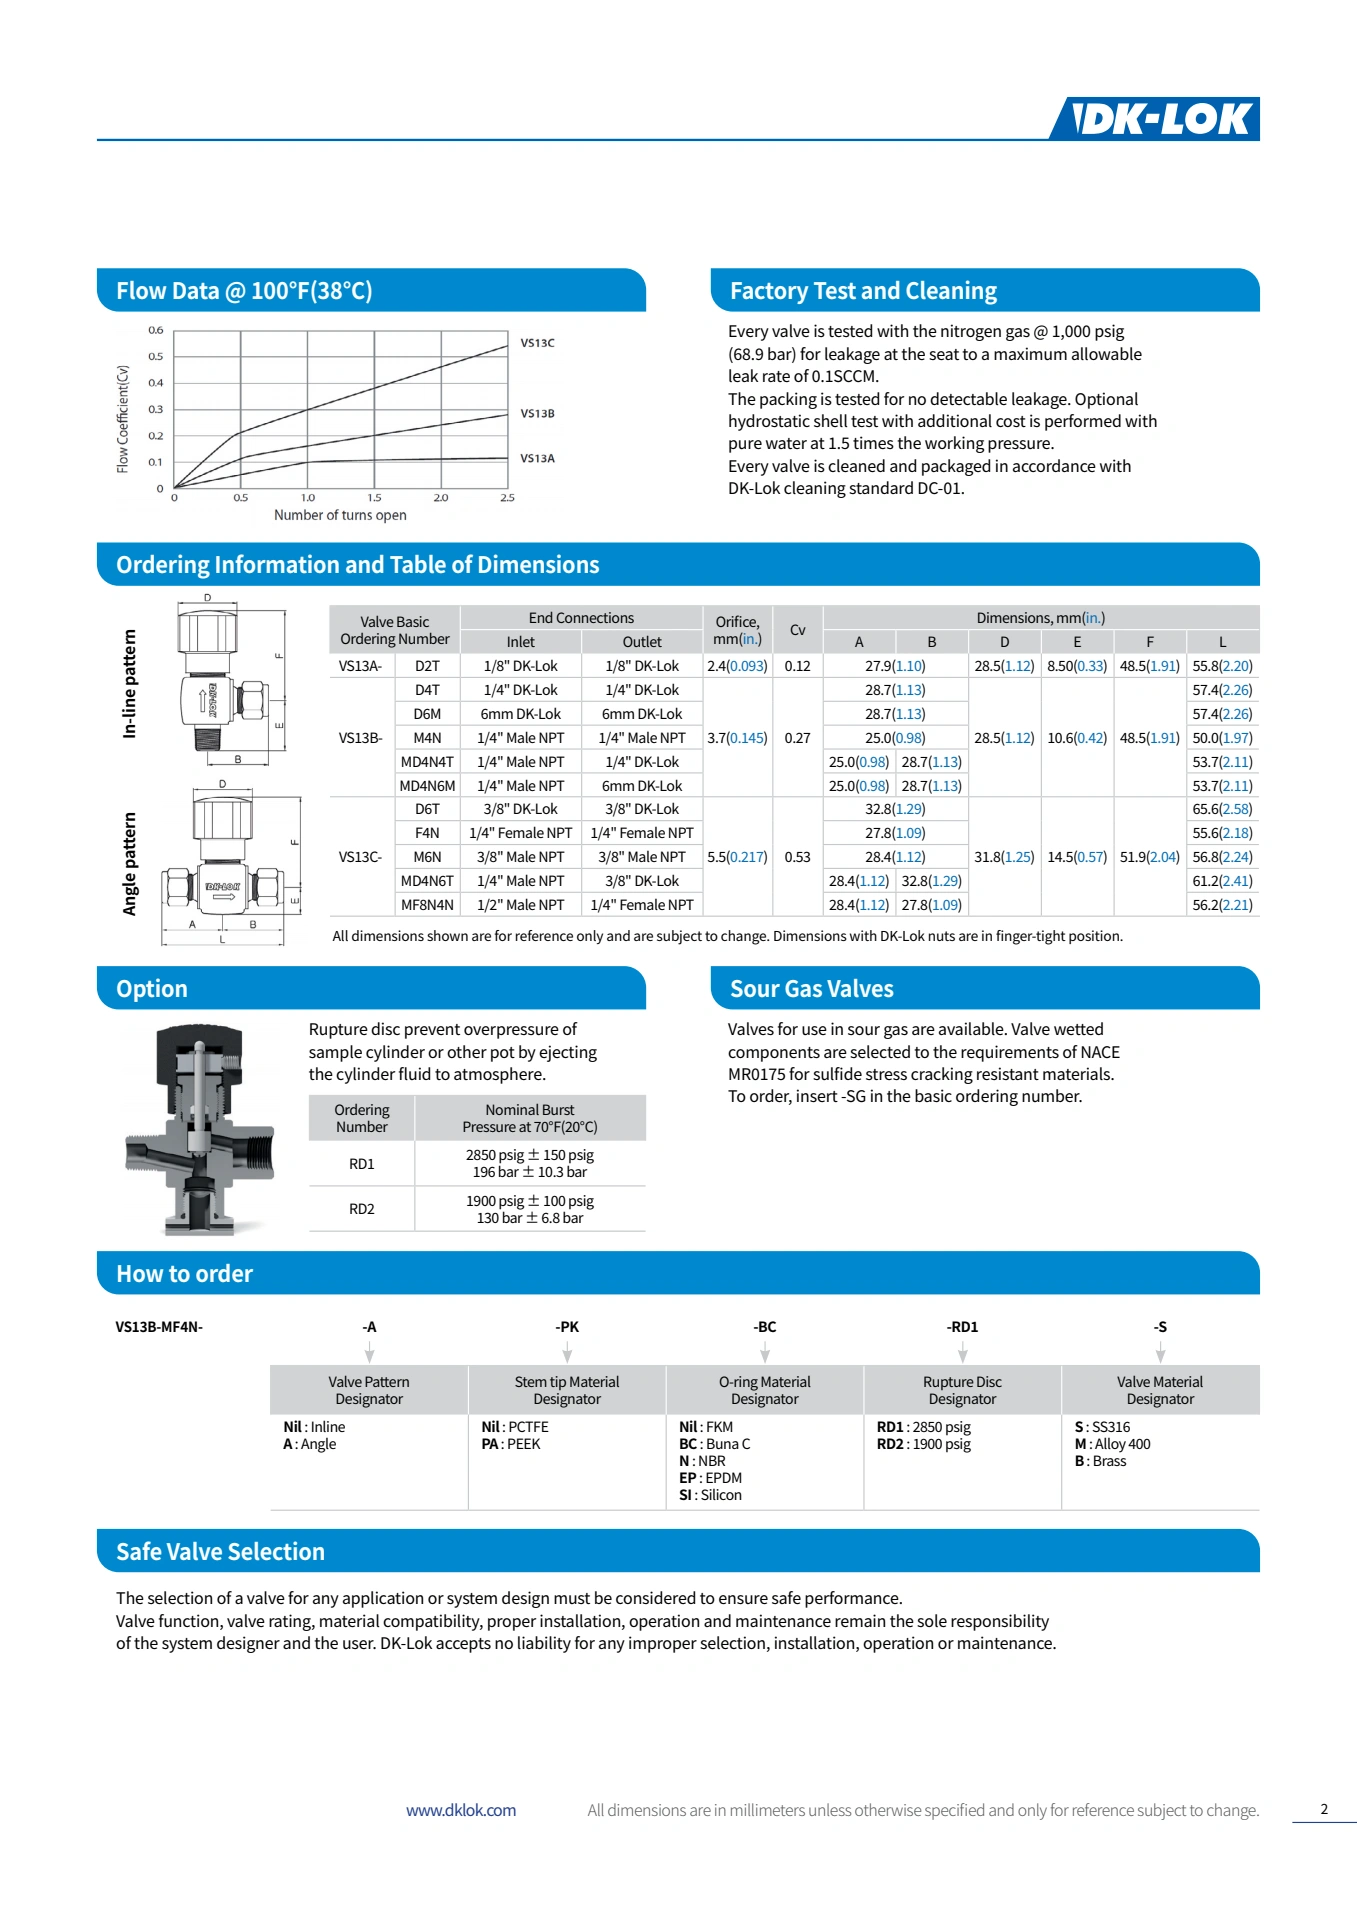 DK-LOK
Flow Data @ 100°F(38°C)
0.6
0.5
0.4
0.3
0.2
0.1
0
Flow Coefficient(Cv)
0 0.5 1.0 1.5 2.0 2.5
Number of turns open
VS13C
VS13B
VS13A
Factory Test and Cleaning
Every valve is tested with the nitrogen gas @ 1,000 psig
(68.9 bar) for leakage at the seat to a maximum allowable
leak rate of 0.1SCCM.
The packing is tested for no detectable leakage. Optional
hydrostatic shell test with additional cost is performed with
pure water at 1.5 times the working pressure.
Every valve is cleaned and packaged in accordance with
DK-Lok cleaning standard DC-01.
Ordering Information and Table of Dimensions
In-line pattern
D
F
E
B
DK-LOK
Angle pattern
D
F
E
A B
L
DK-LOK
Valve Basic Ordering Number End Connections Orifice, mm(in.) Cv Dimensions, mm(in.)
Inlet Outlet A B D E F L
VS13A- D2T 1/8" DK-Lok 1/8" DK-Lok 2.4(0.093) 0.12 27.9(1.10) 28.5(1.12) 8.50(0.33) 48.5(1.91) 55.8(2.20)
D4T 1/4" DK-Lok 1/4" DK-Lok 28.7(1.13) 57.4(2.26)
D6M 6mm DK-Lok 6mm DK-Lok 28.7(1.13) 57.4(2.26)
VS13B- M4N 1/4" Male NPT 1/4" Male NPT 3.7(0.145) 0.27 25.0(0.98) 28.5(1.12) 10.6(0.42) 48.5(1.91) 50.0(1.97)
MD4N4T 1/4" Male NPT 1/4" DK-Lok 25.0(0.98) 28.7(1.13) 53.7(2.11)
MD4N6M 1/4" Male NPT 6mm DK-Lok 25.0(0.98) 28.7(1.13) 53.7(2.11)
D6T 3/8" DK-Lok 3/8" DK-Lok 32.8(1.29) 65.6(2.58)
F4N 1/4" Female NPT 1/4" Female NPT 27.8(1.09) 55.6(2.18)
VS13C- M6N 3/8" Male NPT 3/8" Male NPT 5.5(0.217) 0.53 28.4(1.12) 31.8(1.25) 14.5(0.57) 51.9(2.04) 56.8(2.24)
MD4N6T 1/4" Male NPT 3/8" DK-Lok 28.4(1.12) 32.8(1.29) 61.2(2.41)
MF8N4N 1/2" Male NPT 1/4" Female NPT 28.4(1.12) 27.8(1.09) 56.2(2.21)
All dimensions shown are for reference only and are subject to change. Dimensions with DK-Lok nuts are in finger-tight position.
Option
Rupture disc prevent overpressure of
sample cylinder or other pot by ejecting
the cylinder fluid to atmosphere.
Ordering Number Nominal Burst Pressure at 70°F(20°C)
RD1 2850 psig ± 150 psig
196 bar ± 10.3 bar
RD2 1900 psig ± 100 psig
130 bar ± 6.8 bar
Sour Gas Valves
Valves for use in sour gas are available. Valve wetted
components are selected to the requirements of NACE
MR0175 for sulfide stress cracking resistant materials.
To order, insert -SG in the basic ordering number.
How to order
VS13B-MF4N- -A -PK -BC -RD1 -S
Valve Pattern Designator Stem tip Material Designator O-ring Material Designator Rupture Disc Designator Valve Material Designator
Nil : Inline Nil : PCTFE Nil : FKM RD1 : 2850 psig S : SS316
A : Angle PA : PEEK BC : Buna C RD2 : 1900 psig M : Alloy 400
N : NBR B : Brass
EP : EPDM
SI : Silicon
Safe Valve Selection
The selection of a valve for any application or system design must be considered to ensure safe performance.
Valve function, valve rating, material compatibility, proper installation, operation and maintenance remain the sole responsibility
of the system designer and the user. DK-Lok accepts no liability for any improper selection, installation, operation or maintenance.
www.dklok.com All dimensions are in millimeters unless otherwise specified and only for reference subject to change. 2